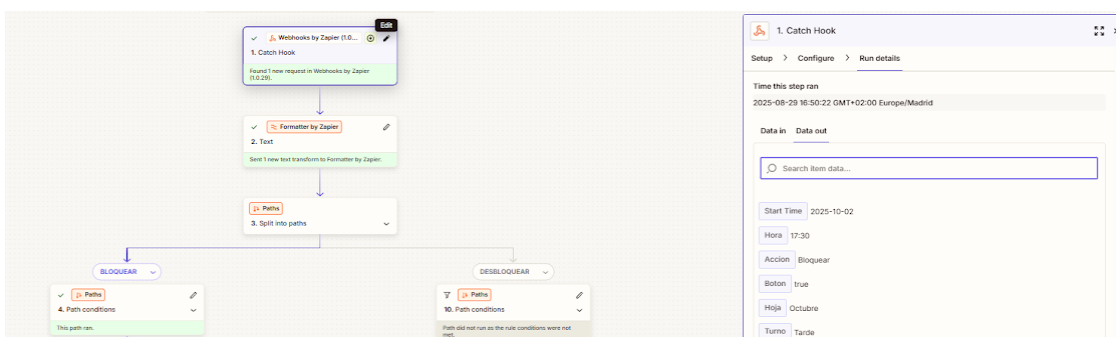 Edit
Webhooks by Zapier (1.0...
1. Catch Hook
Found 1 new request in Webhooks by Zapier
(1.0.29).
Formatter by Zapier
2. Text
Sent 1 new text transform to Formatter by Zapier.
Paths
3. Split into paths
BLOQUEAR
Paths
4. Path conditions
This path ran.
DESBLOQUEAR
Paths
10. Path conditions
Path did not run as the rule conditions were not
met.
1. Catch Hook
Setup > Configure > Run details
Time this step ran
2025-08-29 16:50:22 GMT+02:00 Europe/Madrid
Data in Data out
Search item data...
Start Time 2025-10-02
Hora 17:30
Accion Bloquear
Boton true
Hoja Octubre
Turno Tarde